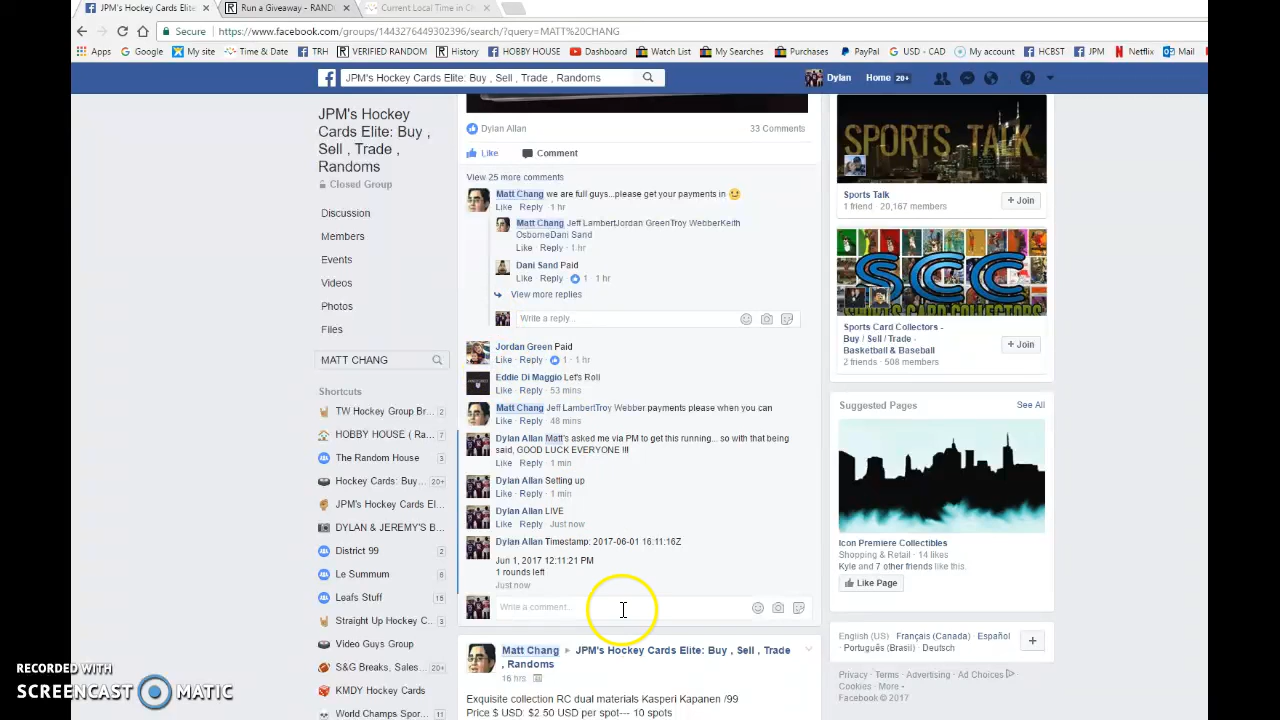 JPM's Hockey Cards Elite:
Run a Giveaway - RAND
Current Local Time in C
Secure
https://www.facebook.com/groups/1443276449302396/search/?query=MATT%20CHANG
Apps
Google
My site
Time & Date
TRH
VERIFIED RANDOM
History
HOBBY HOUSE
Dashboard
Watch List
My Searches
Purchases
PayPal
USD - CAD
My account
HCBST
JPM
Netflix
Mail
JPM's Hockey Cards Elite: Buy , Sell , Trade , Randoms
Dylan
Home 20+
JPM's Hockey Cards
Elite: Buy ,
Sell , Trade ,
Randoms
Closed Group
Discussion
Members
Events
Videos
Photos
Files
MATT CHANG
Shortcuts
TW Hockey Group Br... 2
HOBBY HOUSE ( Ra... 7
The Random House 3
Hockey Cards: Buy... 20+
JPM's Hockey Cards El...
DYLAN & JEREMY'S B...
District 99 2
Le Summum 6
Leafs Stuff 15
Straight Up Hockey C...
Video Guys Group
S&G Breaks, Sales... 20+
KMDY Hockey Cards
World Champs Spor...
Dylan Allan
33 Comments
Like
Comment
View 25 more comments
Matt Chang we are full guys...please get your payments in
Like · Reply · 1 hr
Matt Chang Jeff LambertJordan GreenTroy WebberKeith
OsborneDani Sand
Like · Reply · 1 hr
Dani Sand Paid
Like · Reply · 1 · 1 hr
View more replies
Write a reply...
Jordan Green Paid
Like · Reply · 1 · 1 hr
Eddie Di Maggio Let's Roll
Like · Reply · 53 mins
Matt Chang Jeff LambertTroy Webber payments please when you can
Like · Reply · 48 mins
Dylan Allan Matt's asked me via PM to get this running... so with that being
said, GOOD LUCK EVERYONE !!!
Like · Reply · 1 min
Dylan Allan Setting up
Like · Reply · 1 min
Dylan Allan LIVE
Like · Reply · Just now
Dylan Allan Timestamp: 2017-06-01 16:11:16Z
Jun 1, 2017 12:11:21 PM
1 rounds left
Just now
Write a comment...
Matt Chang ▸ JPM's Hockey Cards Elite: Buy , Sell , Trade
, Randoms
16 hrs
Exquisite collection RC dual materials Kasperi Kapanen /99
Price $ USD: $2.50 USD per spot--- 10 spots
SPORTS TALK
Sports Talk
1 friend · 20,167 members
+ Join
SCC
SPORTS CARD COLLECTORS
Sports Card Collectors -
Buy / Sell / Trade -
Basketball & Baseball
2 friends · 508 members
+ Join
Suggested Pages
See All
Icon Premiere Collectibles
Shopping & Retail · 14 likes
Kyle and 7 other friends like this.
Like Page
English (US) · Français (Canada) · Español
· Português (Brasil) · Deutsch
+
Privacy · Terms · Advertising · Ad Choices
Cookies · More
Facebook © 2017
RECORDED WITH
SCREENCAST MATIC